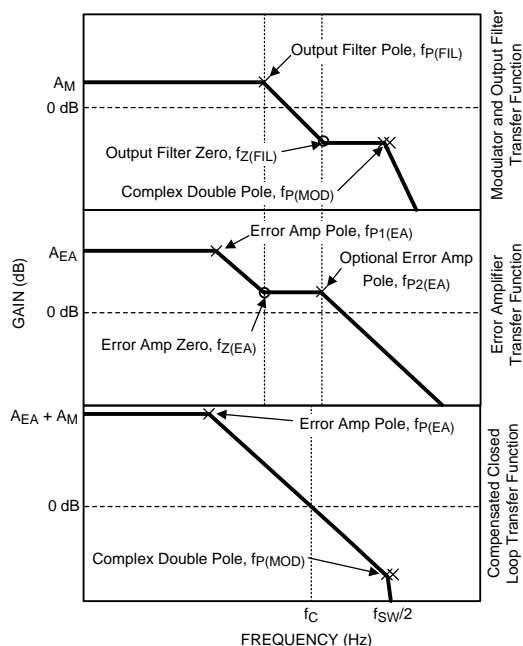 Output Filter Pole, fP(FIL)
AM
0 dB
Output Filter Zero, fZ(FIL)
Complex Double Pole, fP(MOD)
Modulator and Output Filter
Transfer Function
Error Amp Pole, fP1(EA)
AEA
Optional Error Amp
Pole, fP2(EA)
0 dB
Error Amp Zero, fZ(EA)
Error Amplifier
Transfer Function
GAIN (dB)
AEA + AM
Error Amp Pole, fP(EA)
0 dB
Complex Double Pole, fP(MOD)
Compensated Closed
Loop Transfer Function
fC
fSW/2
FREQUENCY (Hz)